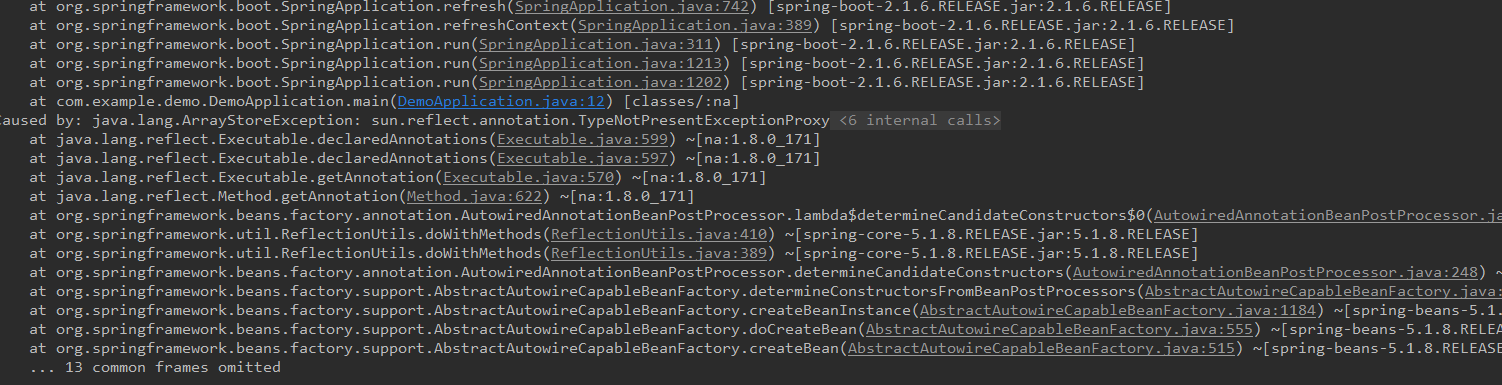 at org.springframework.boot.SpringApplication.refresh(SpringApplication.java:742) [spring-boot-2.1.6.RELEASE.jar:2.1.6.RELEASE]
at org.springframework.boot.SpringApplication.refreshContext(SpringApplication.java:389) [spring-boot-2.1.6.RELEASE.jar:2.1.6.RELEASE]
at org.springframework.boot.SpringApplication.run(SpringApplication.java:311) [spring-boot-2.1.6.RELEASE.jar:2.1.6.RELEASE]
at org.springframework.boot.SpringApplication.run(SpringApplication.java:1213) [spring-boot-2.1.6.RELEASE.jar:2.1.6.RELEASE]
at org.springframework.boot.SpringApplication.run(SpringApplication.java:1202) [spring-boot-2.1.6.RELEASE.jar:2.1.6.RELEASE]
at com.example.demo.DemoApplication.main(DemoApplication.java:12) [classes/:na]
Caused by: java.lang.ArrayStoreException: sun.reflect.annotation.TypeNotPresentExceptionProxy <6 internal calls>
at java.lang.reflect.Executable.declaredAnnotations(Executable.java:599) ~[na:1.8.0_171]
at java.lang.reflect.Executable.declaredAnnotations(Executable.java:597) ~[na:1.8.0_171]
at java.lang.reflect.Executable.getAnnotation(Executable.java:570) ~[na:1.8.0_171]
at java.lang.reflect.Method.getAnnotation(Method.java:622) ~[na:1.8.0_171]
at org.springframework.beans.factory.annotation.AutowiredAnnotationBeanPostProcessor.lambda$determineCandidateConstructors$0(AutowiredAnnotationBeanPostProcessor.ja
at org.springframework.util.ReflectionUtils.doWithMethods(ReflectionUtils.java:410) ~[spring-core-5.1.8.RELEASE.jar:5.1.8.RELEASE]
at org.springframework.util.ReflectionUtils.doWithMethods(ReflectionUtils.java:389) ~[spring-core-5.1.8.RELEASE.jar:5.1.8.RELEASE]
at org.springframework.beans.factory.annotation.AutowiredAnnotationBeanPostProcessor.determineCandidateConstructors(AutowiredAnnotationBeanPostProcessor.java:248) ~
at org.springframework.beans.factory.support.AbstractAutowireCapableBeanFactory.determineConstructorsFromBeanPostProcessors(AbstractAutowireCapableBeanFactory.java:
at org.springframework.beans.factory.support.AbstractAutowireCapableBeanFactory.createBeanInstance(AbstractAutowireCapableBeanFactory.java:1184) ~[spring-beans-5.1.
at org.springframework.beans.factory.support.AbstractAutowireCapableBeanFactory.doCreateBean(AbstractAutowireCapableBeanFactory.java:555) ~[spring-beans-5.1.8.RELEA
at org.springframework.beans.factory.support.AbstractAutowireCapableBeanFactory.createBean(AbstractAutowireCapableBeanFactory.java:515) ~[spring-beans-5.1.8.RELEASE
... 13 common frames omitted